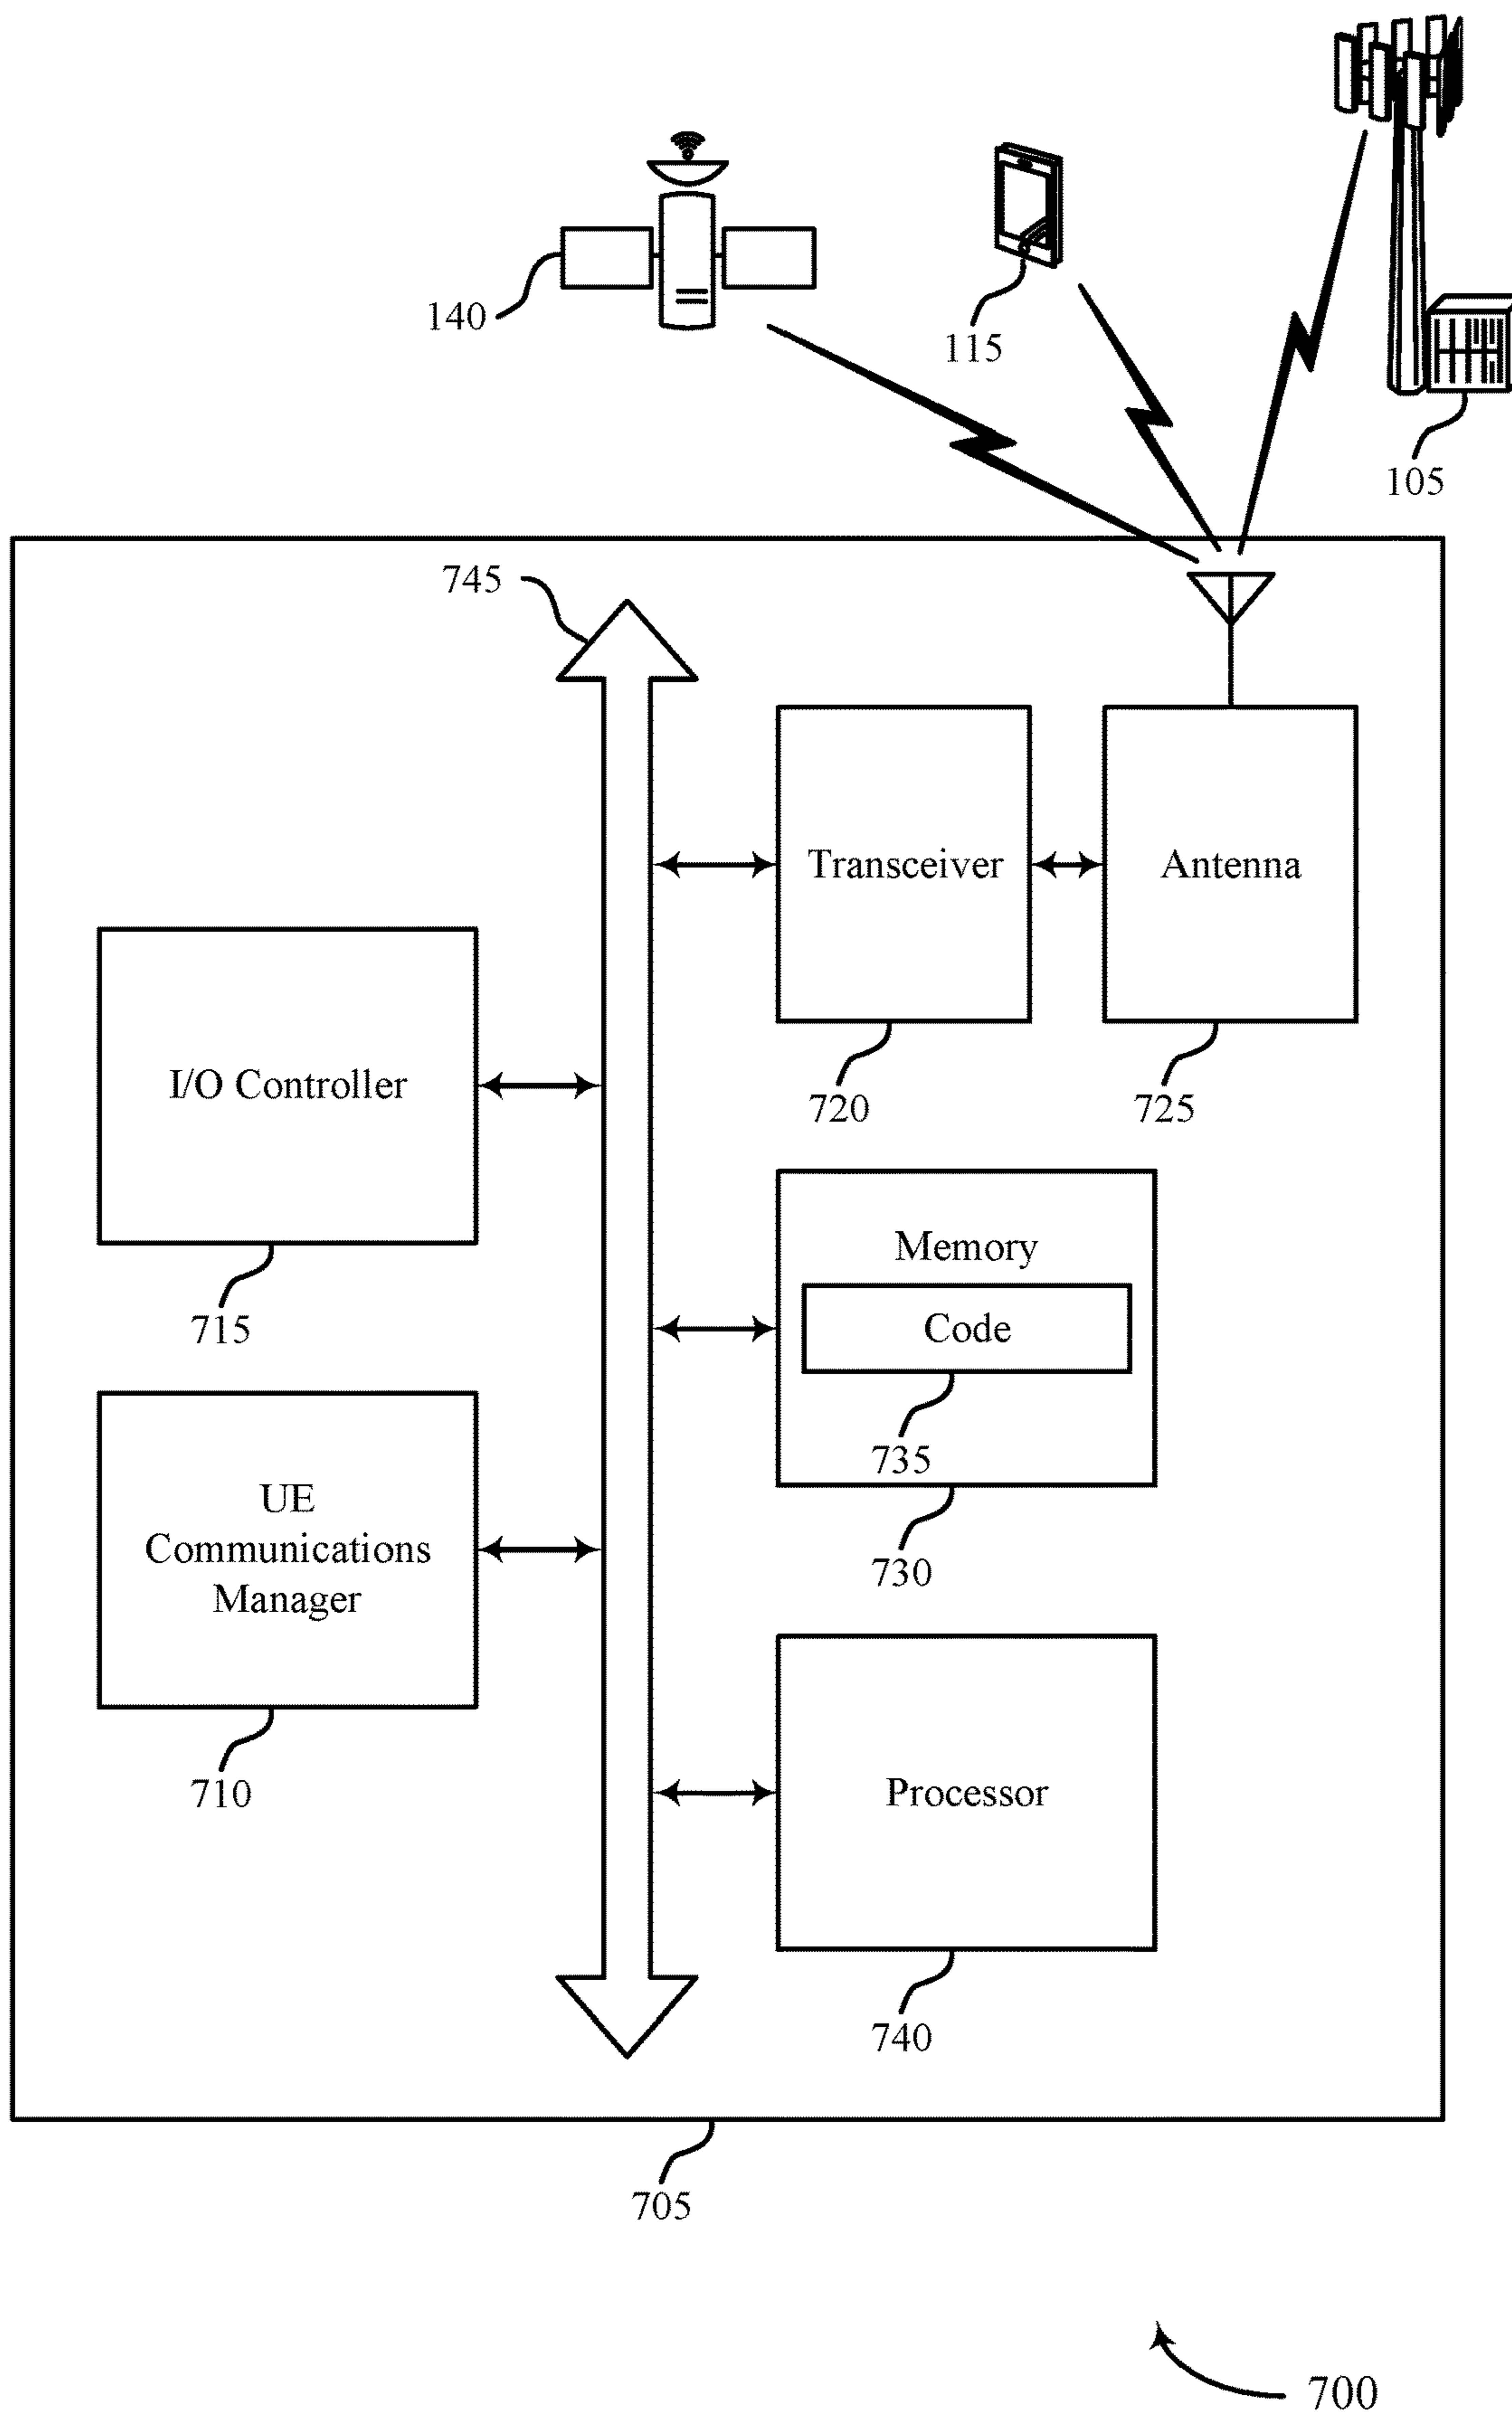 140
115
105
745
Transceiver
Antenna
720
725
I/O Controller
715
Memory
Code
735
730
UE
Communications
Manager
710
Processor
740
705
700